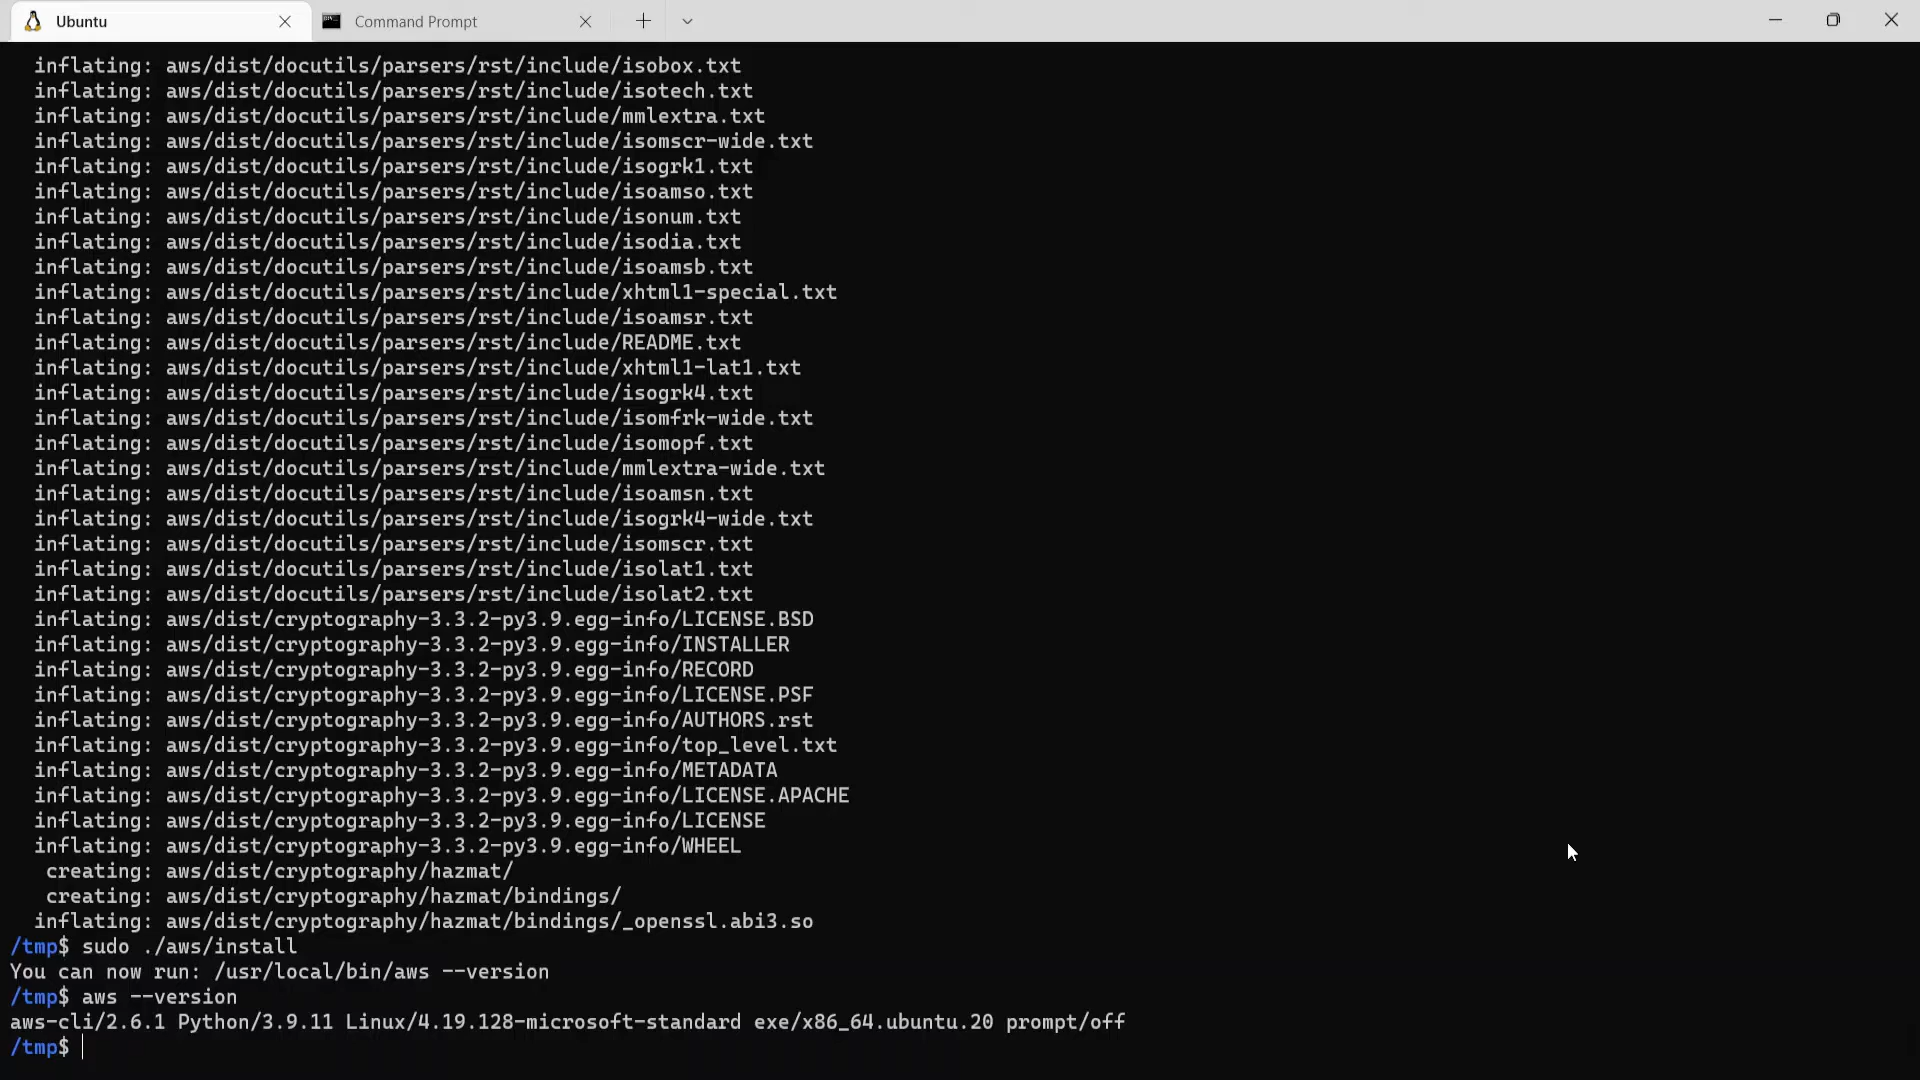 Ubuntu
Command Prompt
inflating: aws/dist/docutils/parsers/rst/include/isobox.txt
inflating: aws/dist/docutils/parsers/rst/include/isotech.txt
inflating: aws/dist/docutils/parsers/rst/include/mmlextra.txt
inflating: aws/dist/docutils/parsers/rst/include/isomscr-wide.txt
inflating: aws/dist/docutils/parsers/rst/include/isogrk1.txt
inflating: aws/dist/docutils/parsers/rst/include/isoamso.txt
inflating: aws/dist/docutils/parsers/rst/include/isonum.txt
inflating: aws/dist/docutils/parsers/rst/include/isodia.txt
inflating: aws/dist/docutils/parsers/rst/include/isoamsb.txt
inflating: aws/dist/docutils/parsers/rst/include/xhtml1-special.txt
inflating: aws/dist/docutils/parsers/rst/include/isoamsr.txt
inflating: aws/dist/docutils/parsers/rst/include/README.txt
inflating: aws/dist/docutils/parsers/rst/include/xhtml1-lat1.txt
inflating: aws/dist/docutils/parsers/rst/include/isogrk4.txt
inflating: aws/dist/docutils/parsers/rst/include/isomfrk-wide.txt
inflating: aws/dist/docutils/parsers/rst/include/isomopf.txt
inflating: aws/dist/docutils/parsers/rst/include/mmlextra-wide.txt
inflating: aws/dist/docutils/parsers/rst/include/isoamsn.txt
inflating: aws/dist/docutils/parsers/rst/include/isogrk4-wide.txt
inflating: aws/dist/docutils/parsers/rst/include/isomscr.txt
inflating: aws/dist/docutils/parsers/rst/include/isolat1.txt
inflating: aws/dist/docutils/parsers/rst/include/isolat2.txt
inflating: aws/dist/cryptography-3.3.2-py3.9.egg-info/LICENSE.BSD
inflating: aws/dist/cryptography-3.3.2-py3.9.egg-info/INSTALLER
inflating: aws/dist/cryptography-3.3.2-py3.9.egg-info/RECORD
inflating: aws/dist/cryptography-3.3.2-py3.9.egg-info/LICENSE.PSF
inflating: aws/dist/cryptography-3.3.2-py3.9.egg-info/AUTHORS.rst
inflating: aws/dist/cryptography-3.3.2-py3.9.egg-info/top_level.txt
inflating: aws/dist/cryptography-3.3.2-py3.9.egg-info/METADATA
inflating: aws/dist/cryptography-3.3.2-py3.9.egg-info/LICENSE.APACHE
inflating: aws/dist/cryptography-3.3.2-py3.9.egg-info/LICENSE
inflating: aws/dist/cryptography-3.3.2-py3.9.egg-info/WHEEL
creating: aws/dist/cryptography/hazmat/
creating: aws/dist/cryptography/hazmat/bindings/
inflating: aws/dist/cryptography/hazmat/bindings/_openssl.abi3.so
/tmp$ sudo ./aws/install
You can now run: /usr/local/bin/aws --version
/tmp$ aws --version
aws-cli/2.6.1 Python/3.9.11 Linux/4.19.128-microsoft-standard exe/x86_64.ubuntu.20 prompt/off
/tmp$